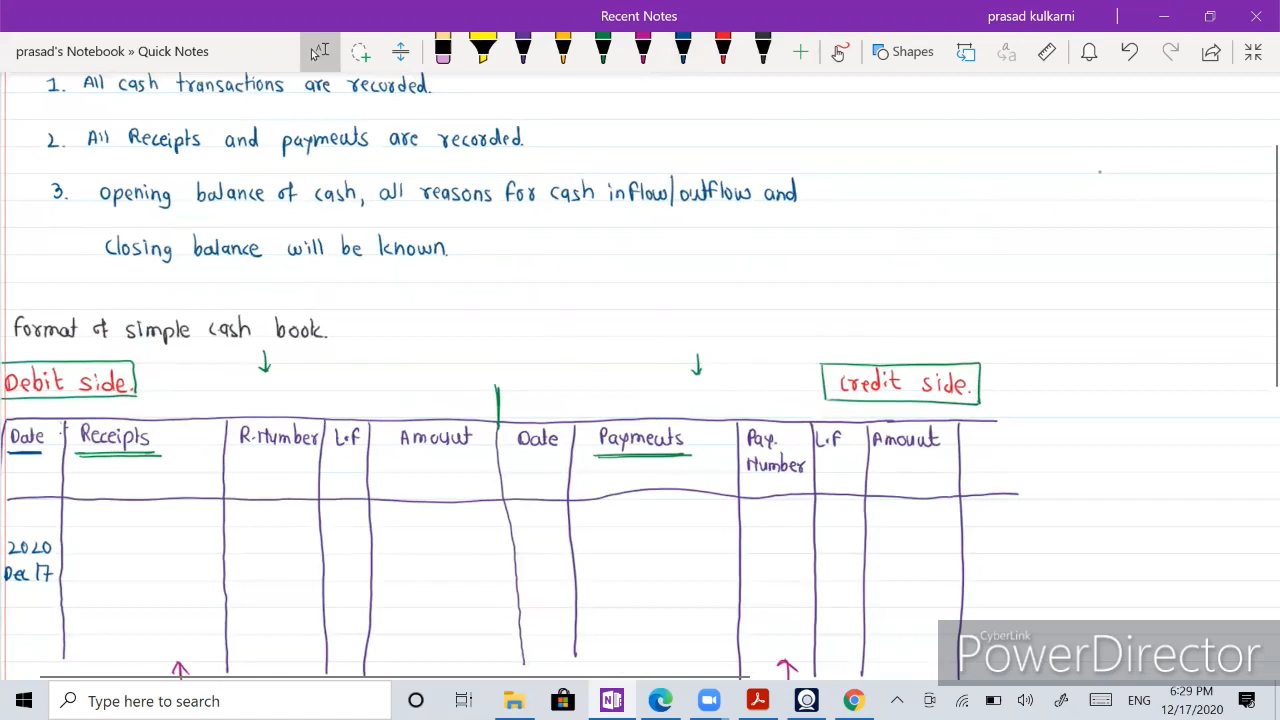 Recent Notes
prasad kulkarni
prasad's Notebook » Quick Notes
Shapes
1. All cash transactions are recorded.
2. All Receipts and payments are recorded.
3. opening balance of cash, all reasons for cash inflow/outflow and
closing balance will be known.
format of simple cash book.
Debit side.
credit side.
Date Receipts R.Number L.F Amount Date Payments Pay. Number L.F Amount
2020
Dec 17
CyberLink
PowerDirector
Type here to search
ENG
6:29 PM
12/17/2020